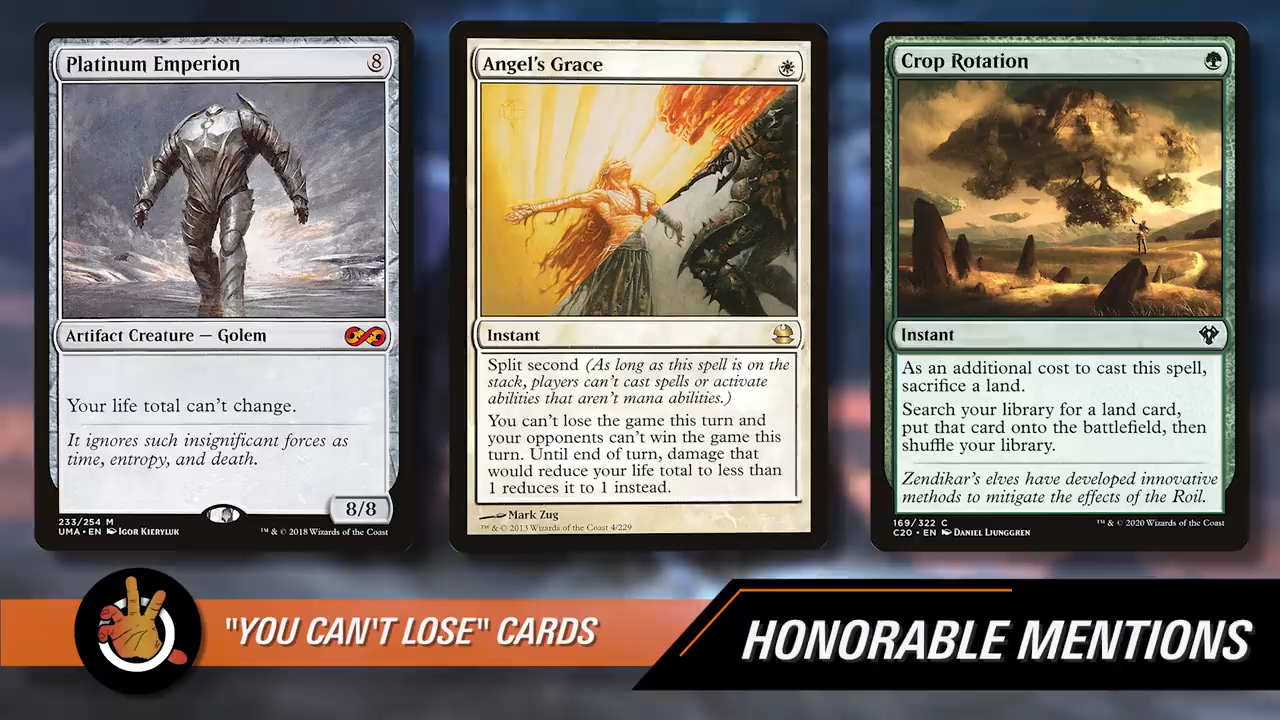 Platinum Emperion
8
Artifact Creature — Golem
Your life total can't change.
It ignores such insignificant forces as
time, entropy, and death.
8/8
233/254 M
UMA • EN Igor Kieryluk
™ & © 2018 Wizards of the Coast
Angel's Grace
Instant
Split second (As long as this spell is on the
stack, players can't cast spells or activate
abilities that aren't mana abilities.)
You can't lose the game this turn and
your opponents can't win the game this
turn. Until end of turn, damage that
would reduce your life total to less than
1 reduces it to 1 instead.
Mark Zug
™ & © 2013 Wizards of the Coast 4/229
Crop Rotation
Instant
As an additional cost to cast this spell,
sacrifice a land.
Search your library for a land card,
put that card onto the battlefield, then
shuffle your library.
Zendikar's elves have developed innovative
methods to mitigate the effects of the Roil.
169/322 C
C20 • EN Daniel Ljunggren
™ & © 2020 Wizards of the Coast
"YOU CAN'T LOSE" CARDS
HONORABLE MENTIONS